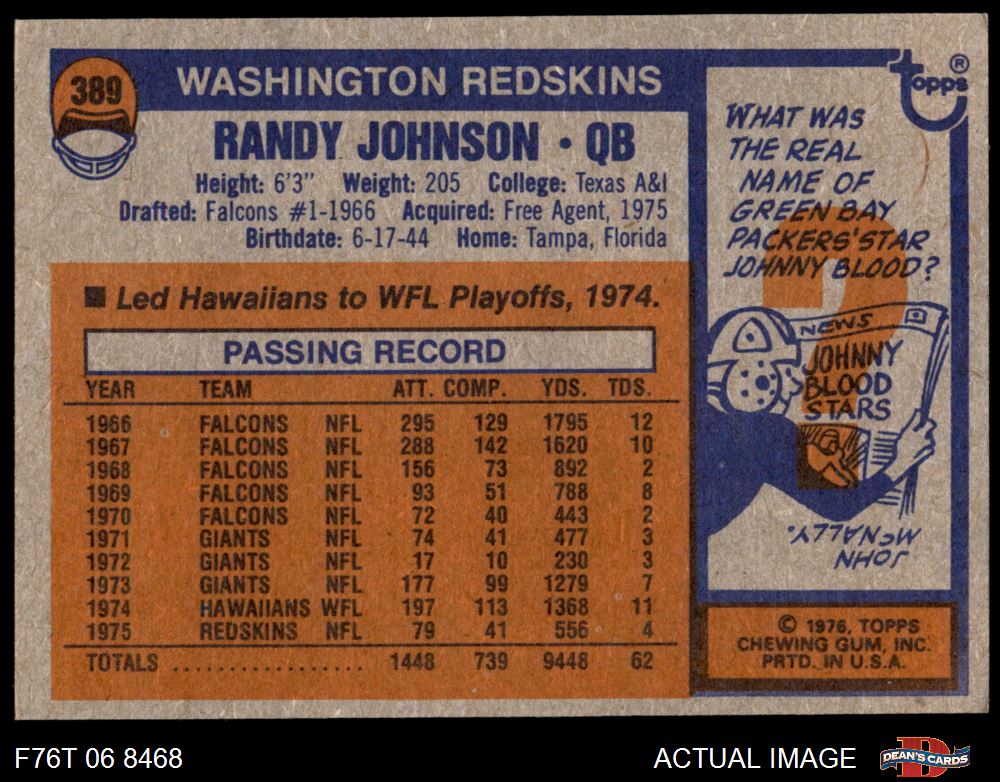 389
WASHINGTON REDSKINS
RANDY JOHNSON • QB
Height: 6'3" Weight: 205 College: Texas A&I
Drafted: Falcons #1-1966 Acquired: Free Agent, 1975
Birthdate: 6-17-44 Home: Tampa, Florida
■ Led Hawaiians to WFL Playoffs, 1974.
PASSING RECORD
YEAR TEAM ATT. COMP. YDS. TDS.
1966 FALCONS NFL 295 129 1795 12
1967 FALCONS NFL 288 142 1620 10
1968 FALCONS NFL 156 73 892 2
1969 FALCONS NFL 93 51 788 8
1970 FALCONS NFL 72 40 443 2
1971 GIANTS NFL 74 41 477 3
1972 GIANTS NFL 17 10 230 3
1973 GIANTS NFL 177 99 1279 7
1974 HAWAIIANS WFL 197 113 1368 11
1975 REDSKINS NFL 79 41 556 4
TOTALS .................. 1448 739 9448 62
Topps®
WHAT WAS
THE REAL
NAME OF
GREEN BAY
PACKERS' STAR
JOHNNY BLOOD?
NEWS
JOHNNY
BLOOD
STARS
JOHN
MCNALLY.
© 1976, TOPPS
CHEWING GUM, INC.
PRTD. IN U.S.A.
F76T 06 8468
ACTUAL IMAGE
DEAN'S CARDS